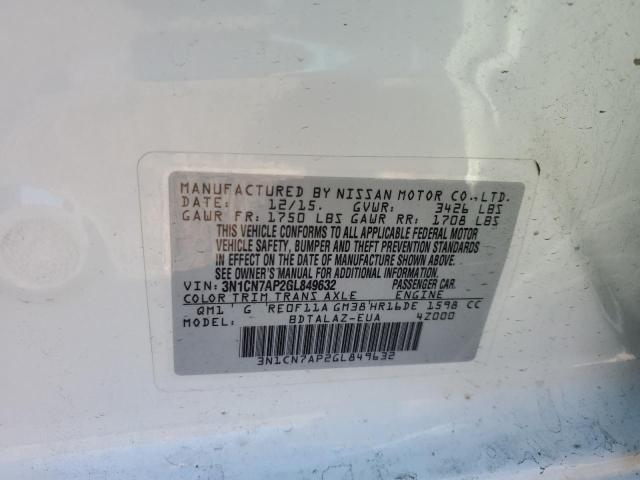 MANUFACTURED BY NISSAN MOTOR CO., LTD.
DATE: 12/15. GVWR: 3426 LBS
GAWR FR: 1750 LBS GAWR RR: 1708 LBS
THIS VEHICLE CONFORMS TO ALL APPLICABLE FEDERAL MOTOR
VEHICLE SAFETY, BUMPER AND THEFT PREVENTION STANDARDS
IN EFFECT ON THE DATE OF MANUFACTURE SHOWN ABOVE.
SEE OWNER'S MANUAL FOR ADDITIONAL INFORMATION.
VIN: 3N1CN7AP2GL849632 PASSENGER CAR.
COLOR TRIM TRANS AXLE ENGINE
QM1 G RE0F11A GM38 HR16DE 1598 CC
MODEL: BDTALAZ-EUA 4Z000
3N1CN7AP2GL849632